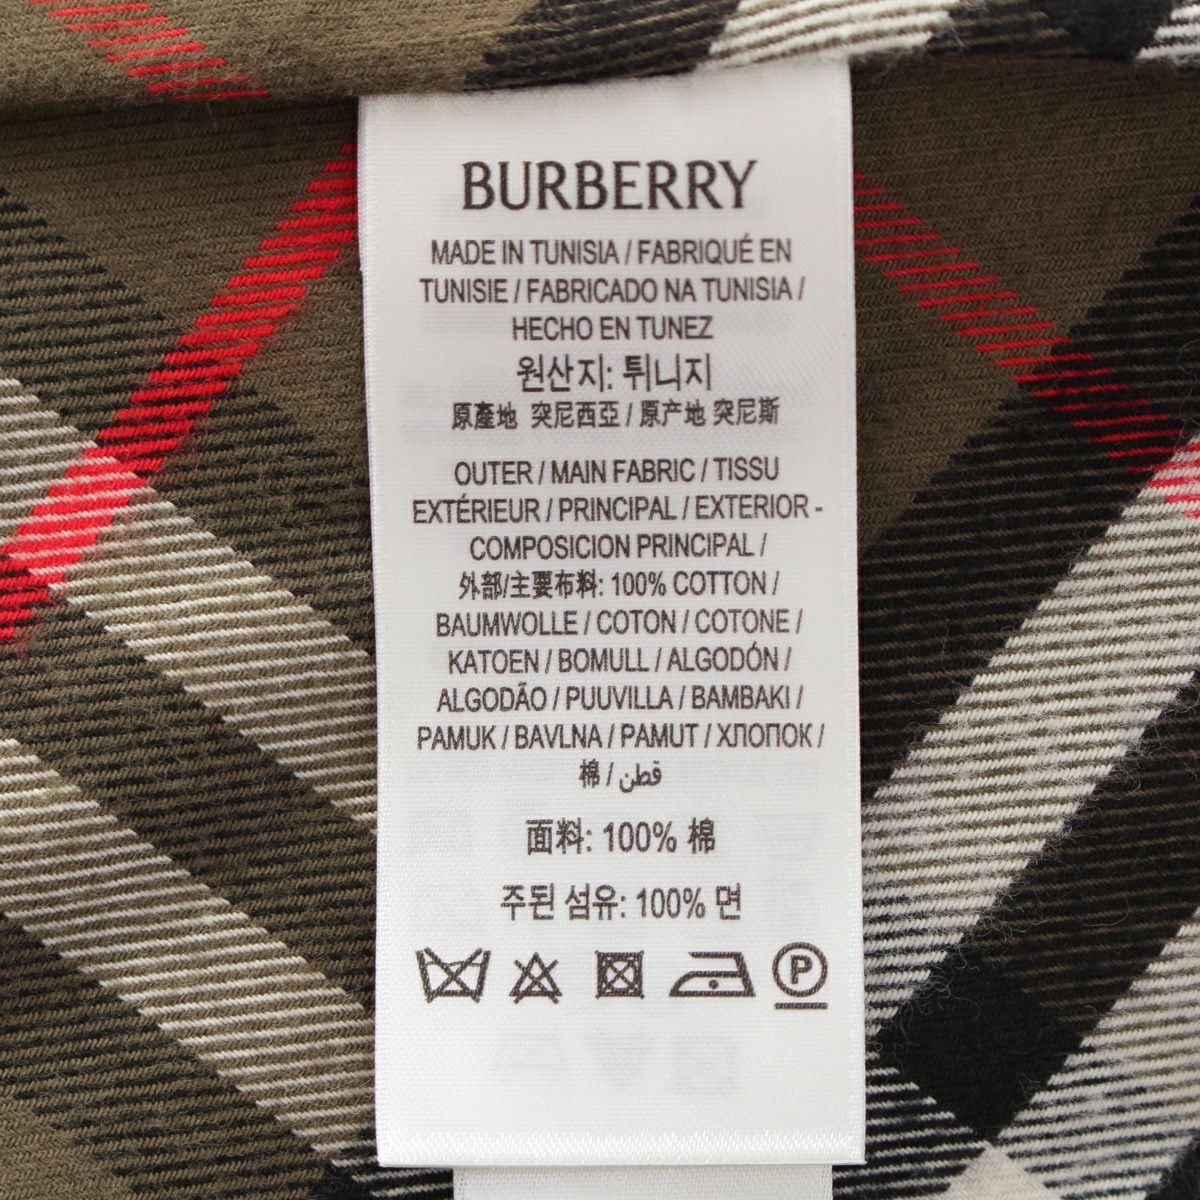 BURBERRY
MADE IN TUNISIA / FABRIQUÉ EN
TUNISIE / FABRICADO NA TUNISIA /
HECHO EN TUNEZ
원산지: 튀니지
原產地 突尼西亞 / 原产地 突尼斯
OUTER / MAIN FABRIC / TISSU
EXTÉRIEUR / PRINCIPAL / EXTERIOR -
COMPOSICION PRINCIPAL /
外部/主要布料: 100% COTTON /
BAUMWOLLE / COTON / COTONE /
KATOEN / BOMULL / ALGODÓN /
ALGODÃO / PUUVILLA / BAMBAKI /
PAMUK / BAVLNA / PAMUT / ХЛОПОК /
棉 / قطن
面料: 100% 棉
주된 섬유: 100% 면
P